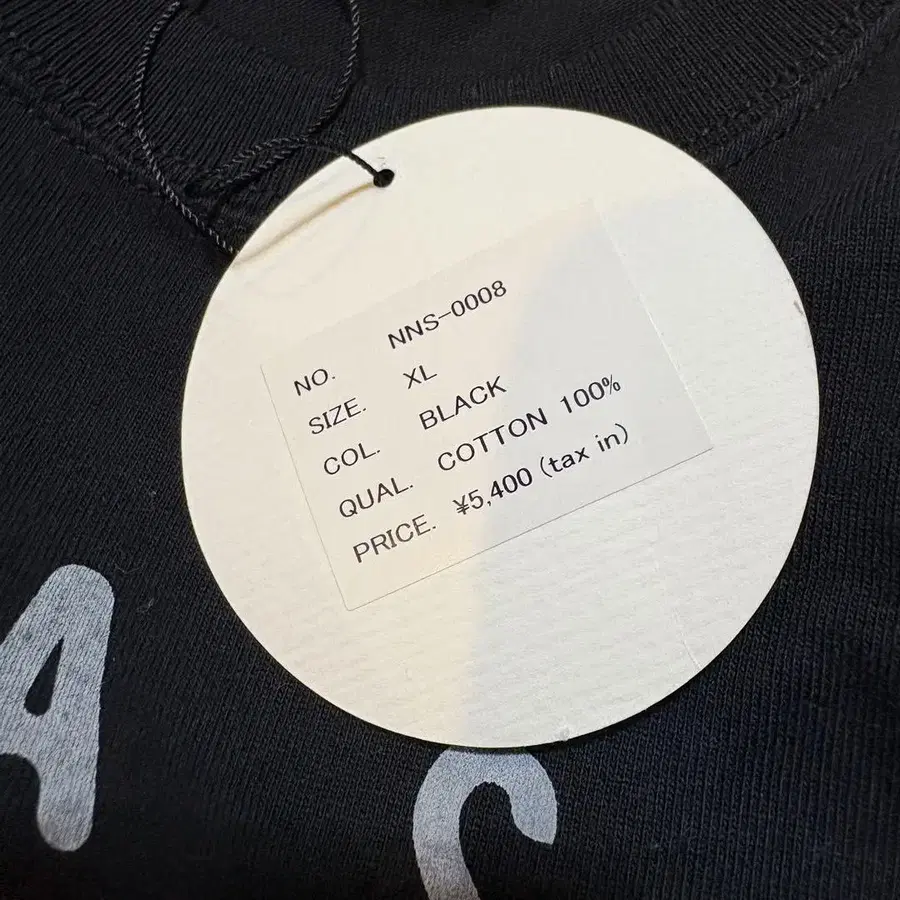 NO. NNS-0008
SIZE. XL
COL. BLACK
QUAL. COTTON 100%
PRICE. ¥5,400 (tax in)
A